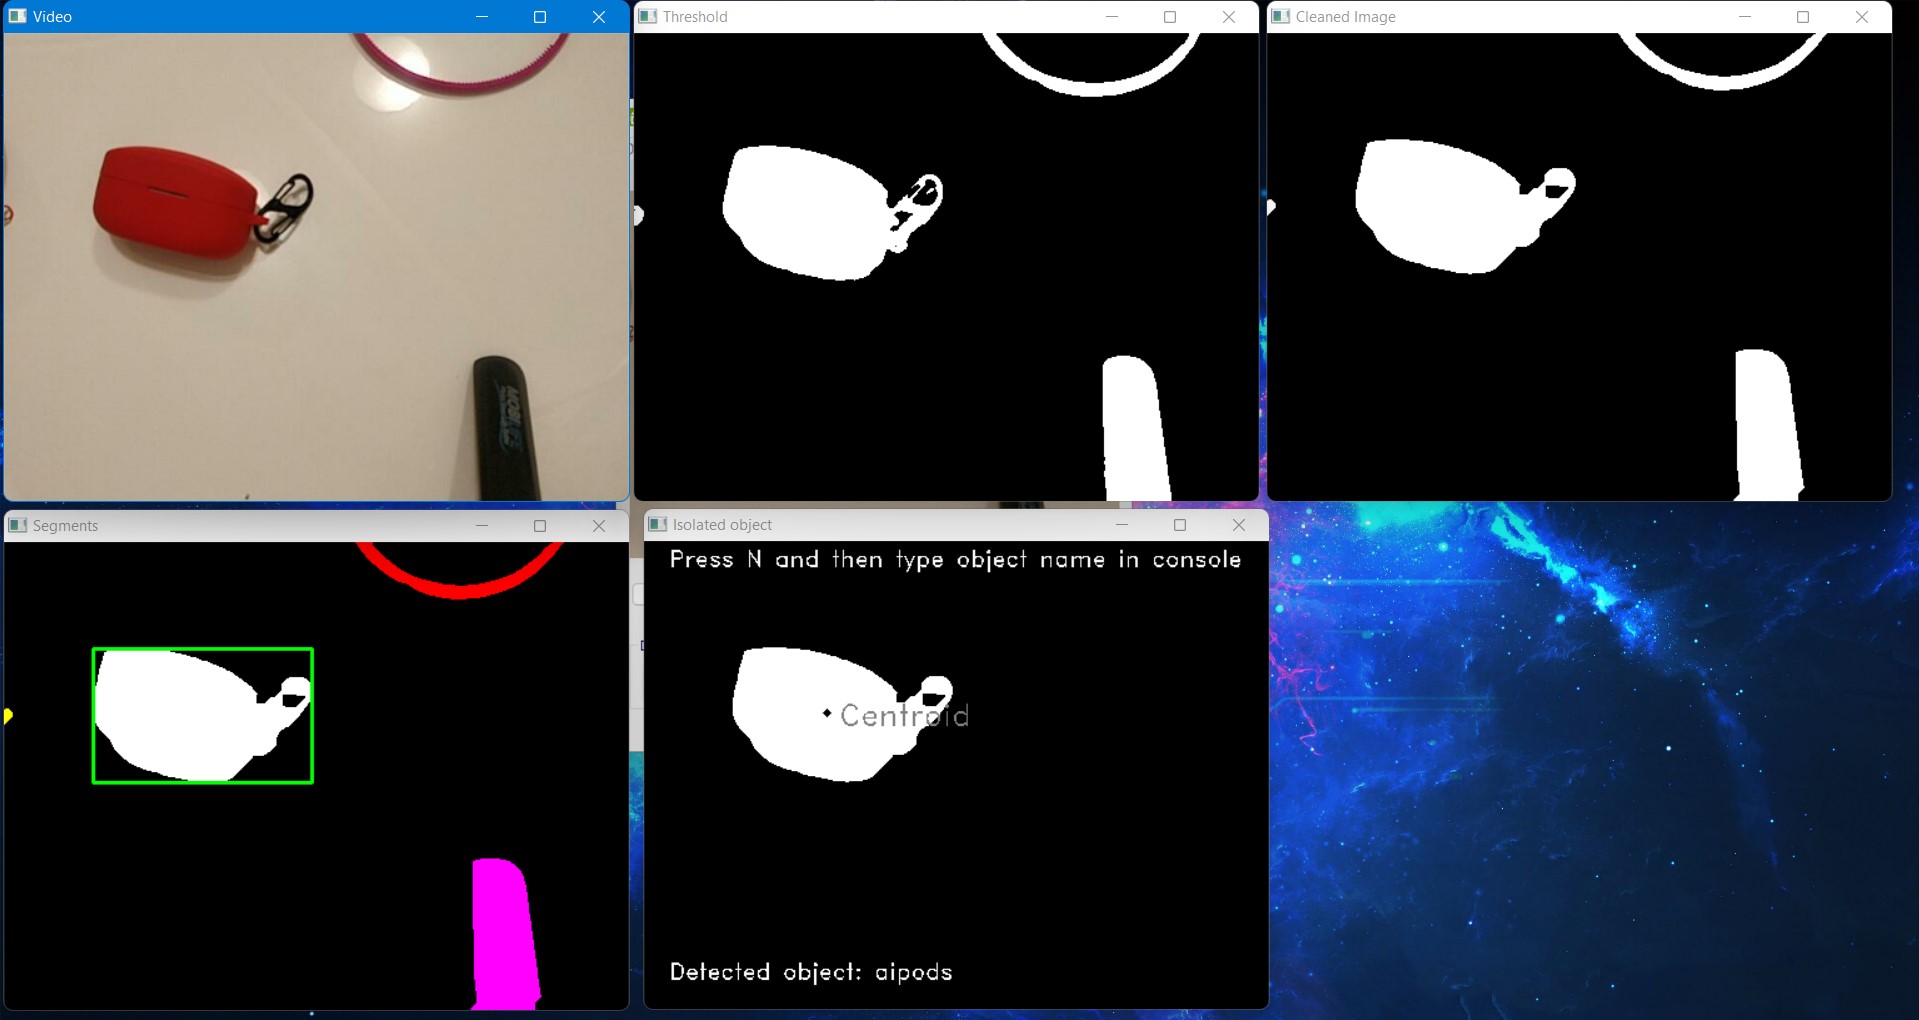 Video
Threshold
Cleaned Image
Segments
Isolated object
Press N and then type object name in console
Centroid
Detected object: aipods